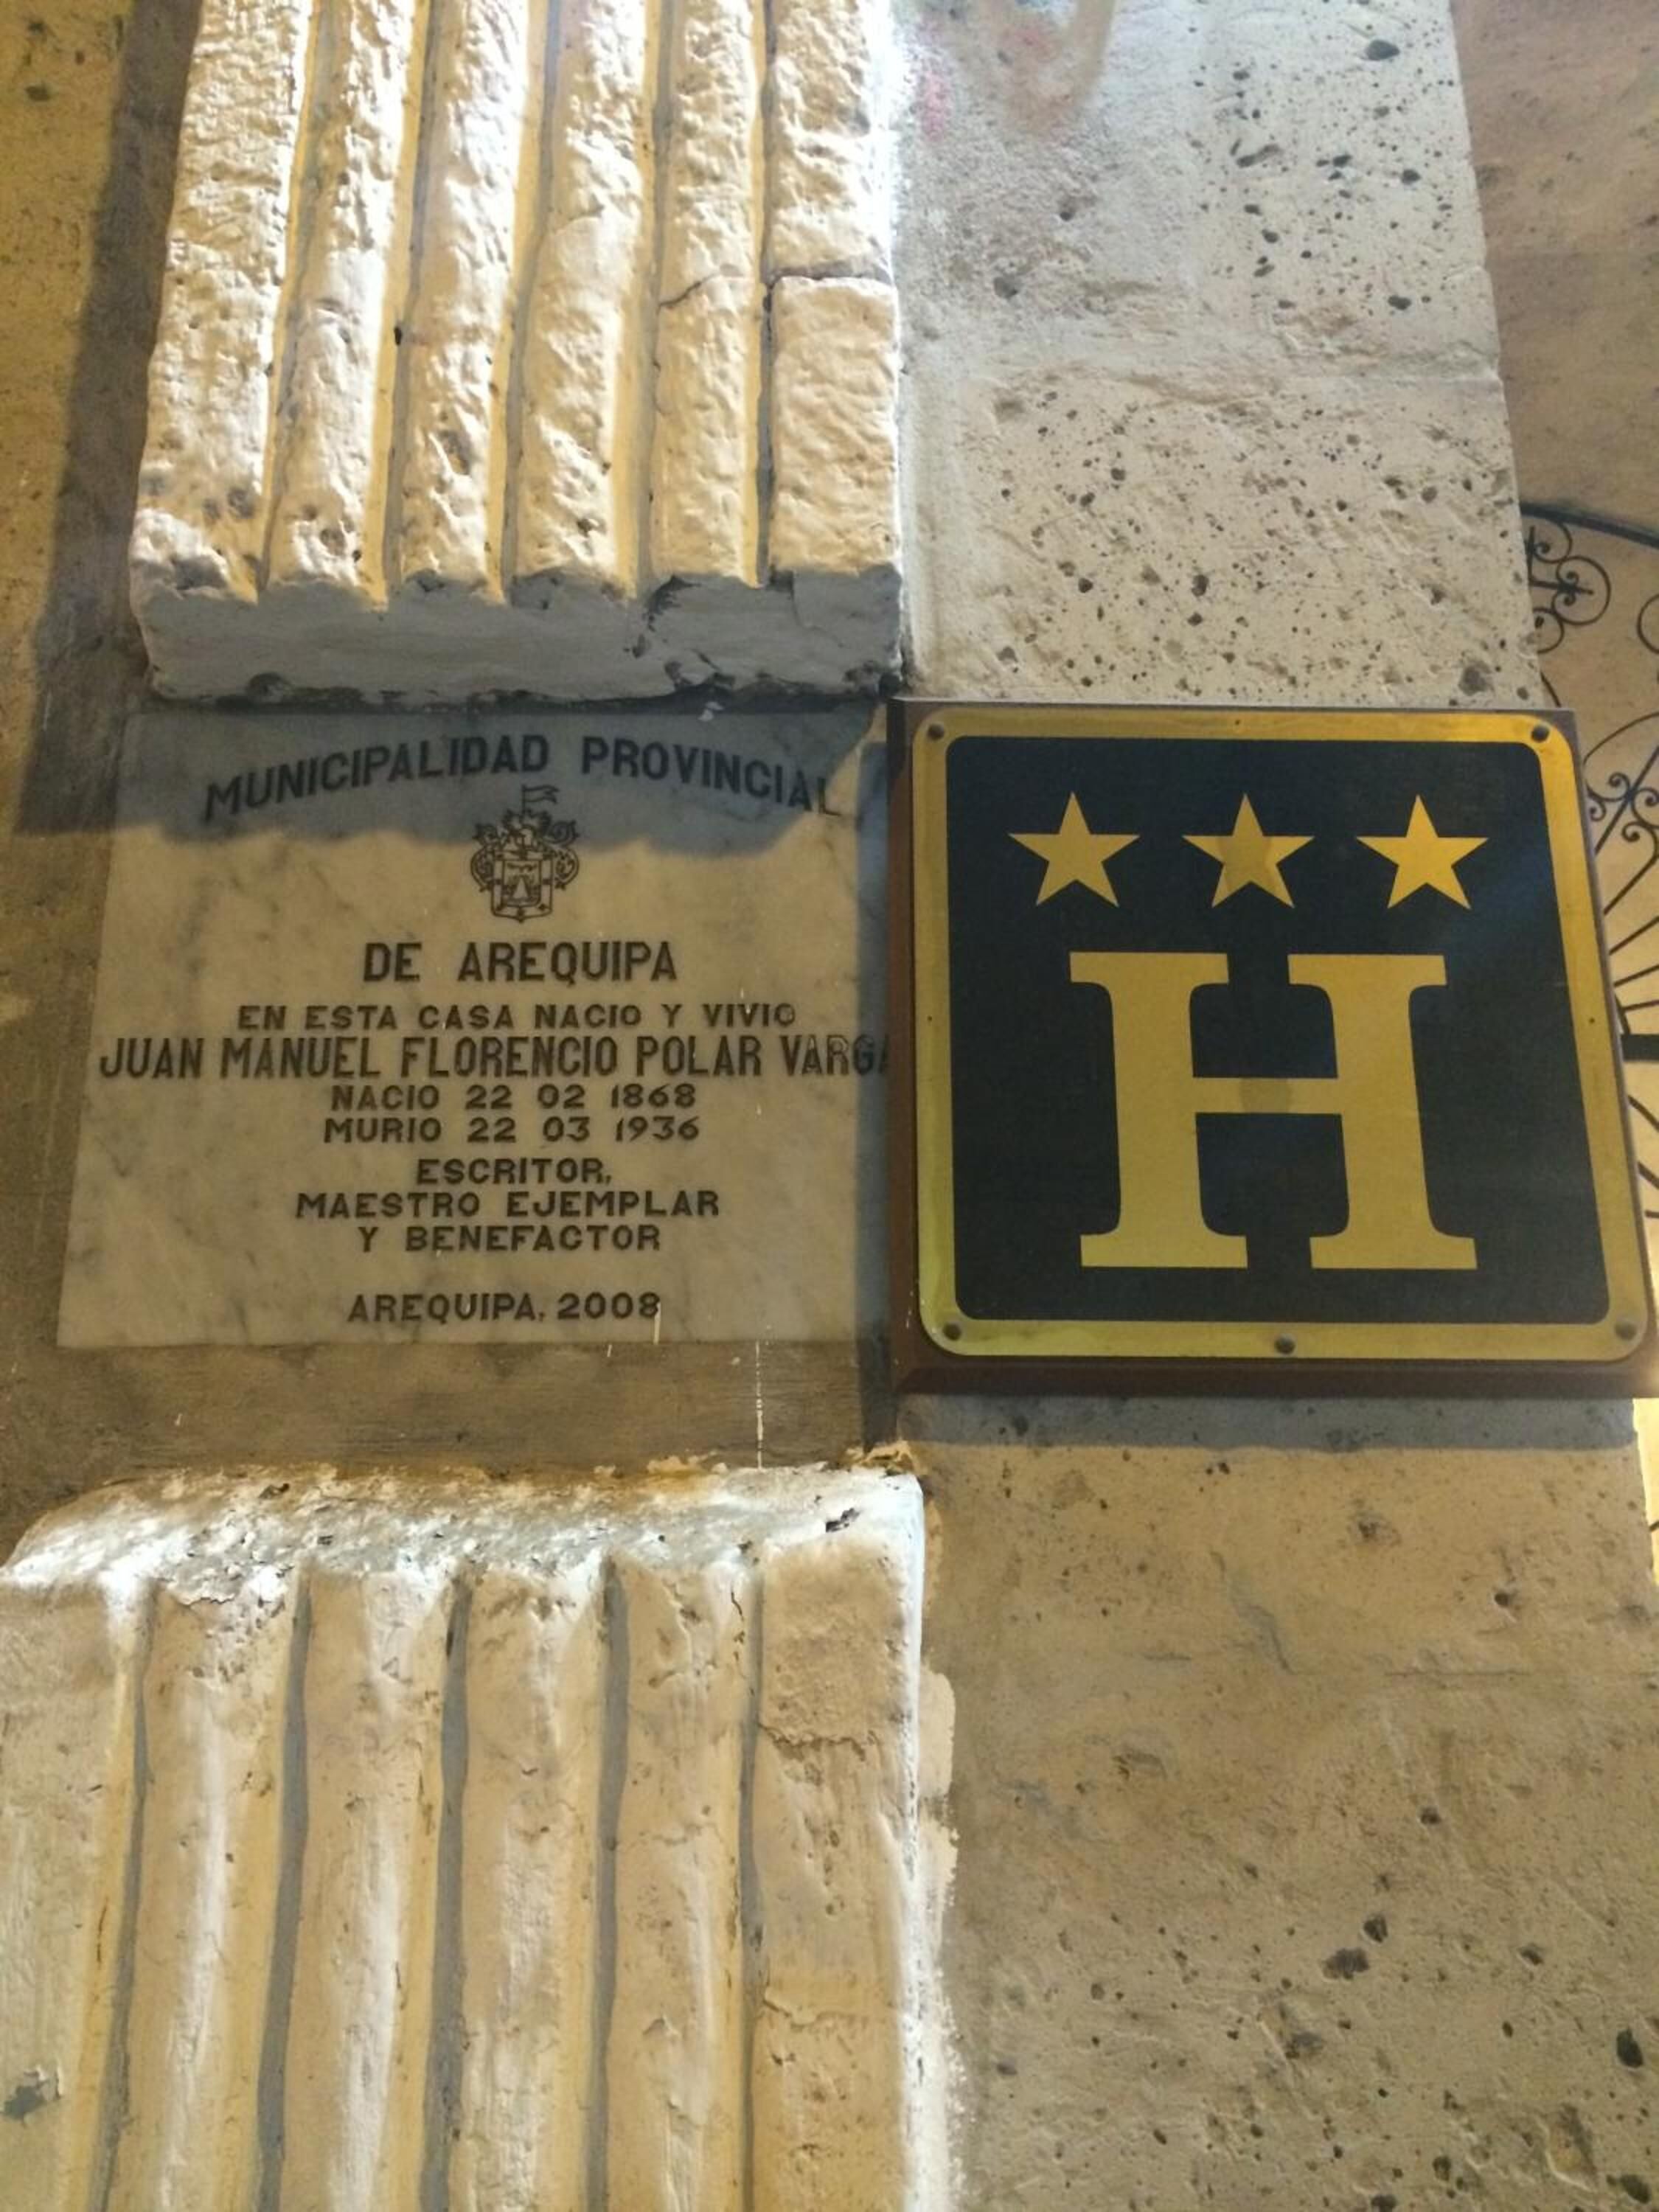 MUNICIPALIDAD PROVINCIAL
DE AREQUIPA
EN ESTA CASA NACIO Y VIVIO
JUAN MANUEL FLORENCIO POLAR VARGA
NACIO 22 02 1868
MURIO 22 03 1936
ESCRITOR,
MAESTRO EJEMPLAR
Y BENEFACTOR
AREQUIPA, 2008
H